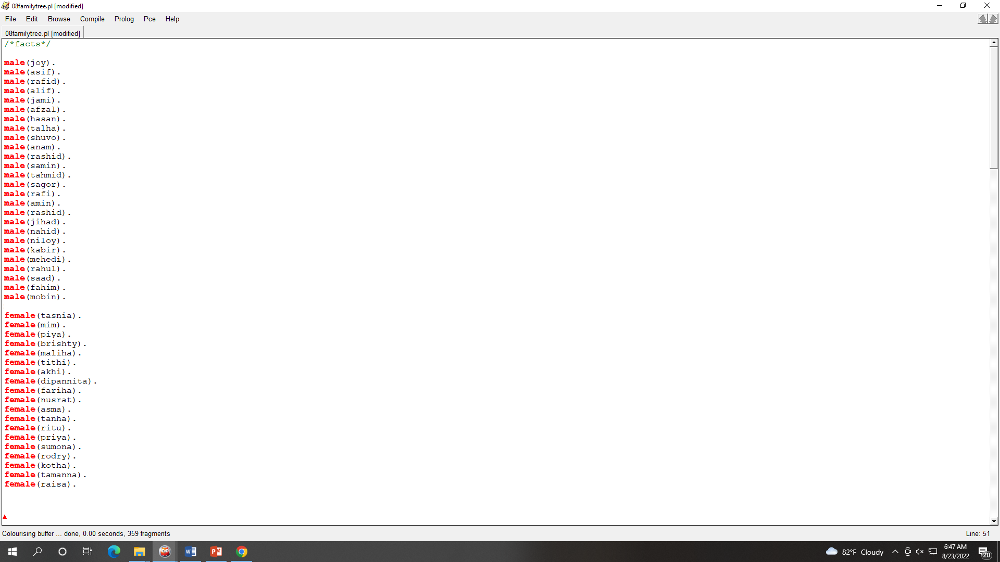 08familytree.pl [modified]
File Edit Browse Compile Prolog Pce Help
08familytree.pl [modified]
/*facts*/
male(joy).
male(asif).
male(rafid).
male(alif).
male(jami).
male(afzal).
male(hasan).
male(talha).
male(shuvo).
male(anam).
male(rashid).
male(samin).
male(tahmid).
male(sagor).
male(rafi).
male(amin).
male(rashid).
male(jihad).
male(nahid).
male(niloy).
male(kabir).
male(mehedi).
male(rahul).
male(saad).
male(fahim).
male(mobin).
female(tasnia).
female(mim).
female(piya).
female(brishty).
female(maliha).
female(tithi).
female(akhi).
female(dipannita).
female(fariha).
female(nusrat).
female(asma).
female(tanha).
female(ritu).
female(priya).
female(sumona).
female(rodry).
female(kotha).
female(tamanna).
female(raisa).
Colourising buffer ... done, 0.00 seconds, 359 fragments Line: 51
82°F Cloudy
6:47 AM
8/23/2022
20